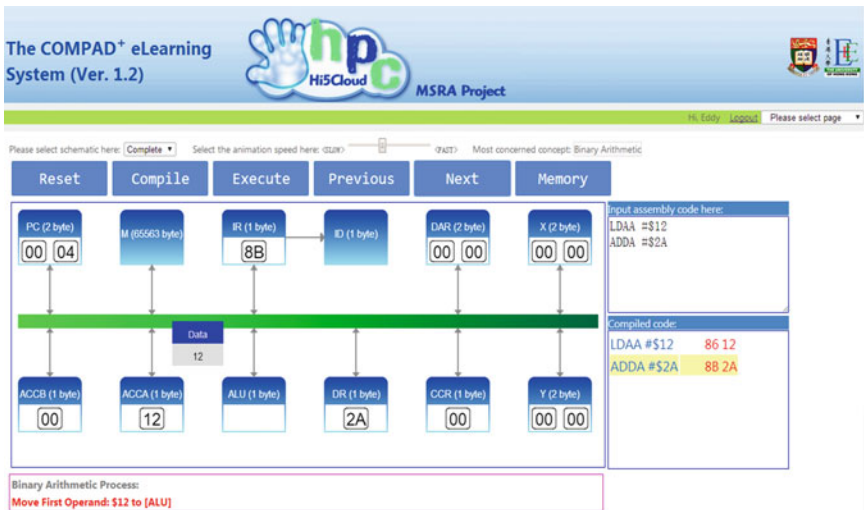 The COMPAD+ eLearning
System (Ver. 1.2)
hpc
Hi5Cloud
MSRA Project
Hi, Eddy Logout Please select page
Please select schematic here: Complete Select the animation speed here: <SLOW> <FAST> Most concerned concept: Binary Arithmetic
Reset Compile Execute Previous Next Memory
PC (2 byte) M (65563 byte) IR (1 byte) ID (1 byte) DAR (2 byte) X (2 byte)
00 04 8B 00 00 00 00
Data
12
ACCB (1 byte) ACCA (1 byte) ALU (1 byte) DR (1 byte) CCR (1 byte) Y (2 byte)
00 12 2A 00 00 00
Input assembly code here:
LDAA #$12
ADDA #$2A
Compiled code:
LDAA #$12 86 12
ADDA #$2A 8B 2A
Binary Arithmetic Process:
Move First Operand: $12 to [ALU]